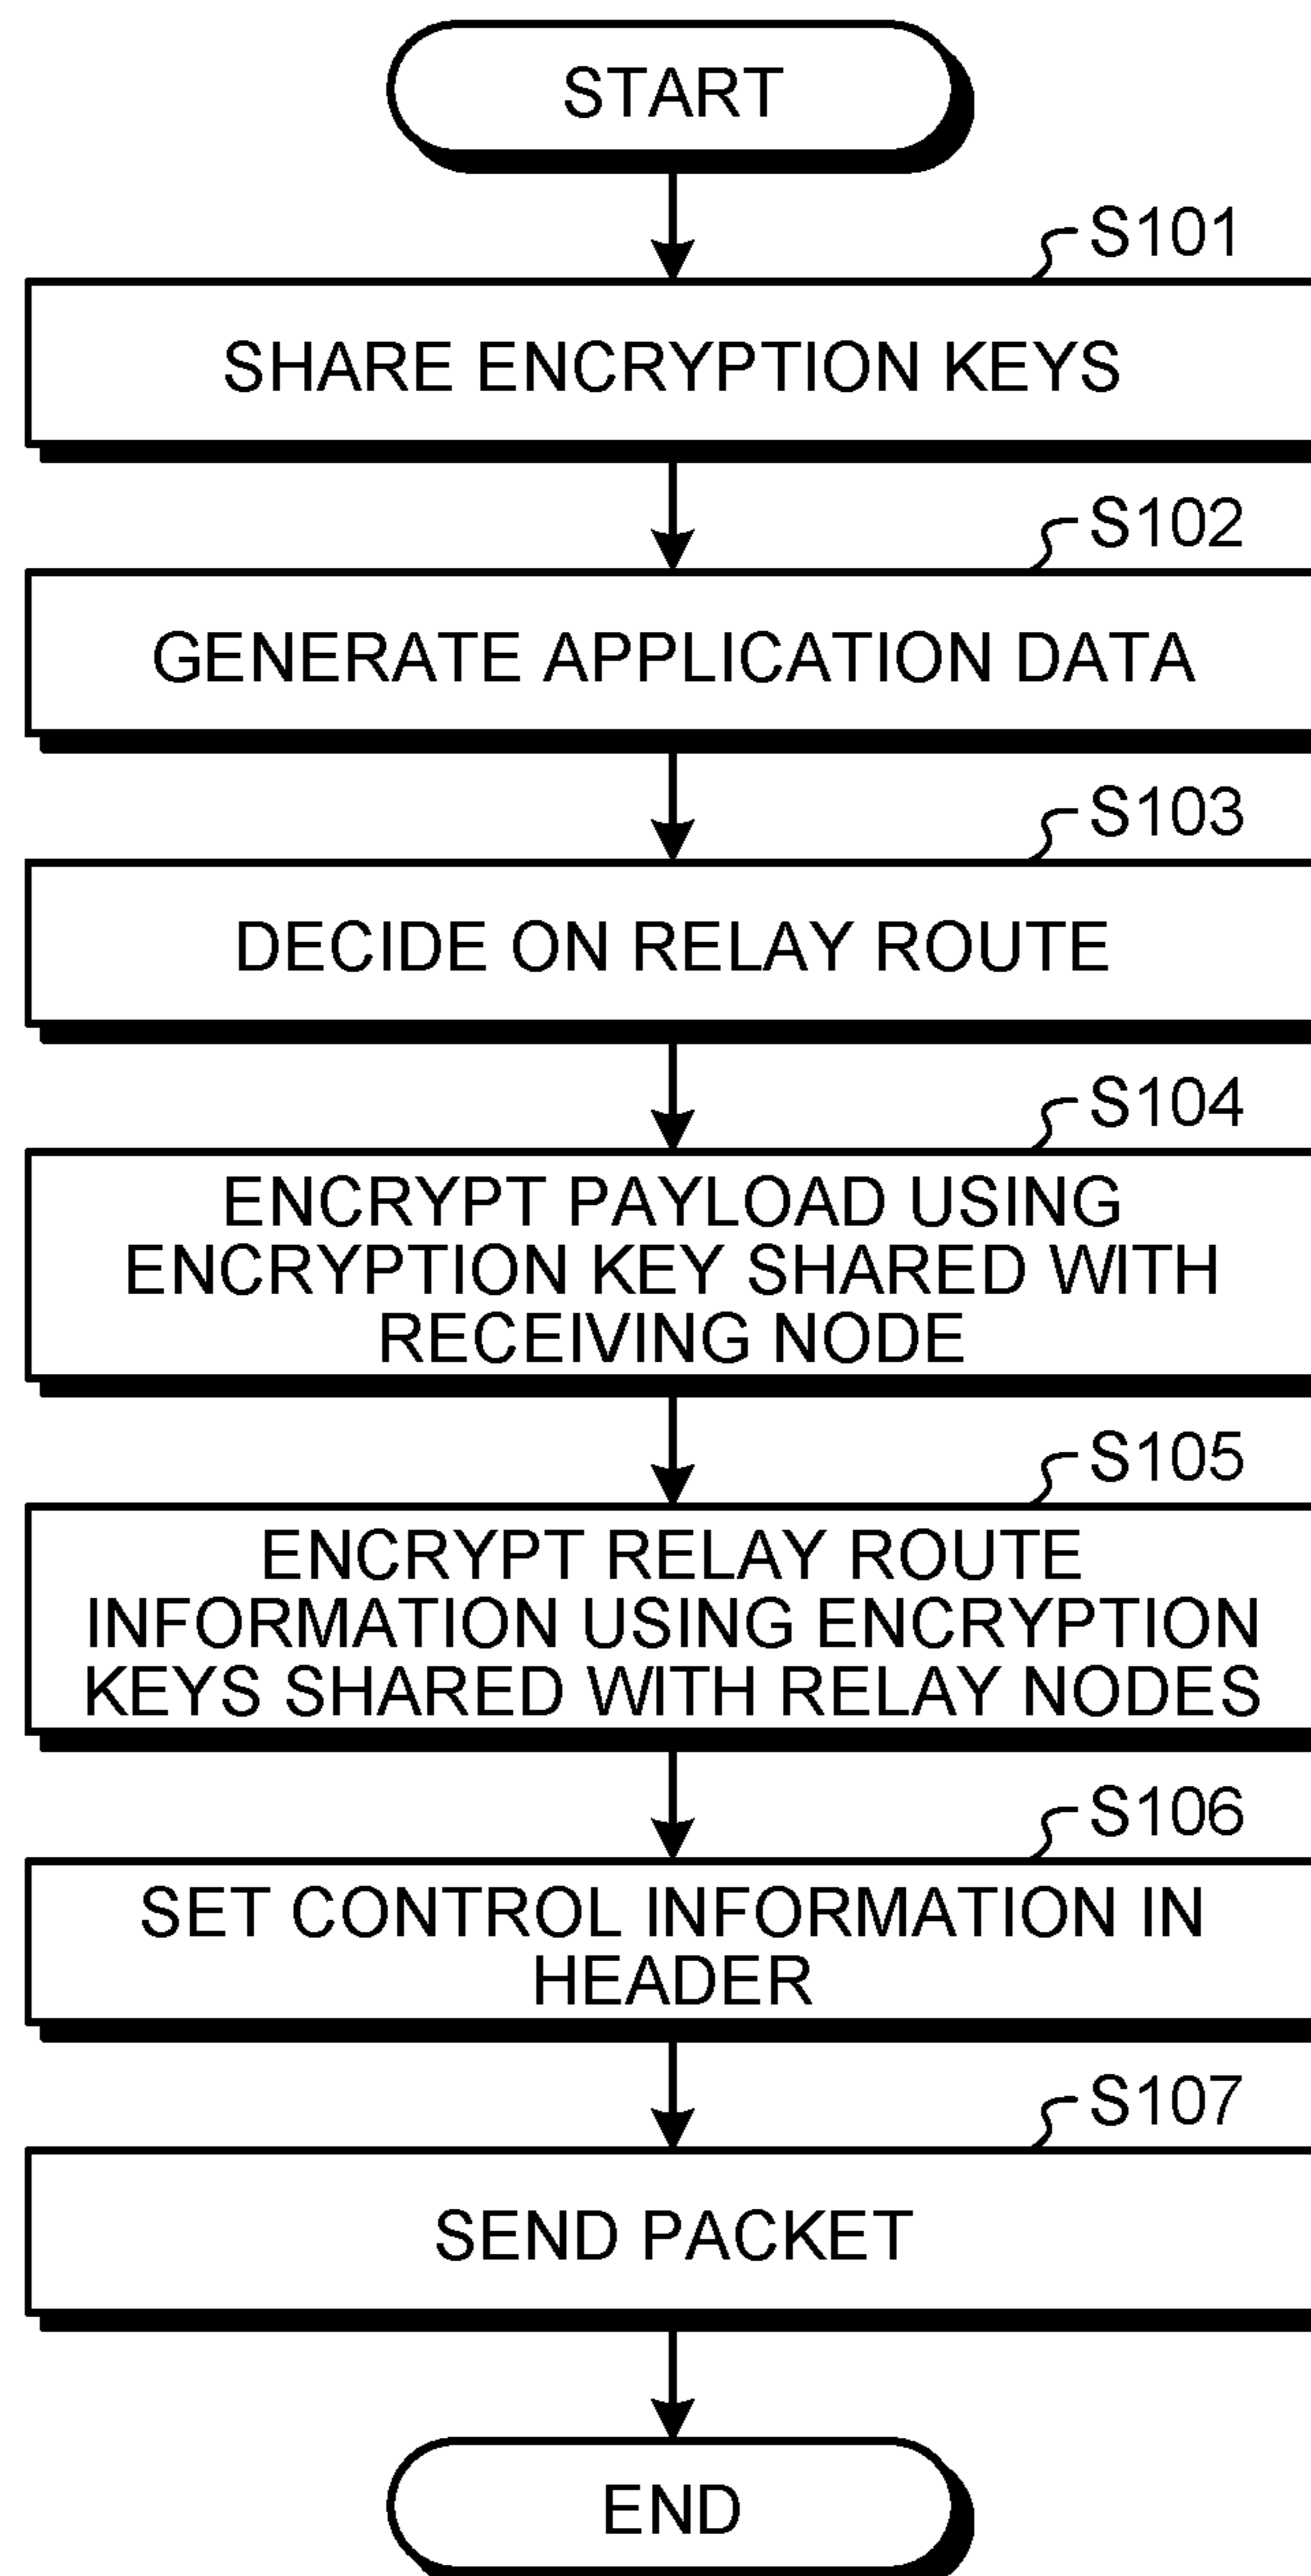 START
S101
SHARE ENCRYPTION KEYS
S102
GENERATE APPLICATION DATA
S103
DECIDE ON RELAY ROUTE
S104
ENCRYPT PAYLOAD USING
ENCRYPTION KEY SHARED WITH
RECEIVING NODE
S105
ENCRYPT RELAY ROUTE
INFORMATION USING ENCRYPTION
KEYS SHARED WITH RELAY NODES
S106
SET CONTROL INFORMATION IN
HEADER
S107
SEND PACKET
END